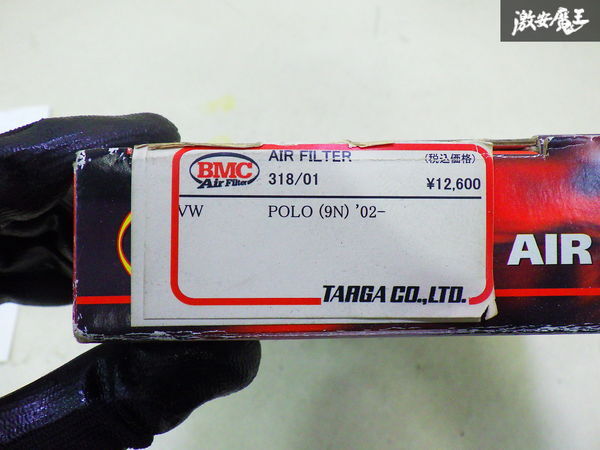 激安魔王
BMC
Air Filter
AIR FILTER
(税込価格)
318/01
¥12,600
VW POLO (9N) '02-
AIR
TARGA CO.,LTD.